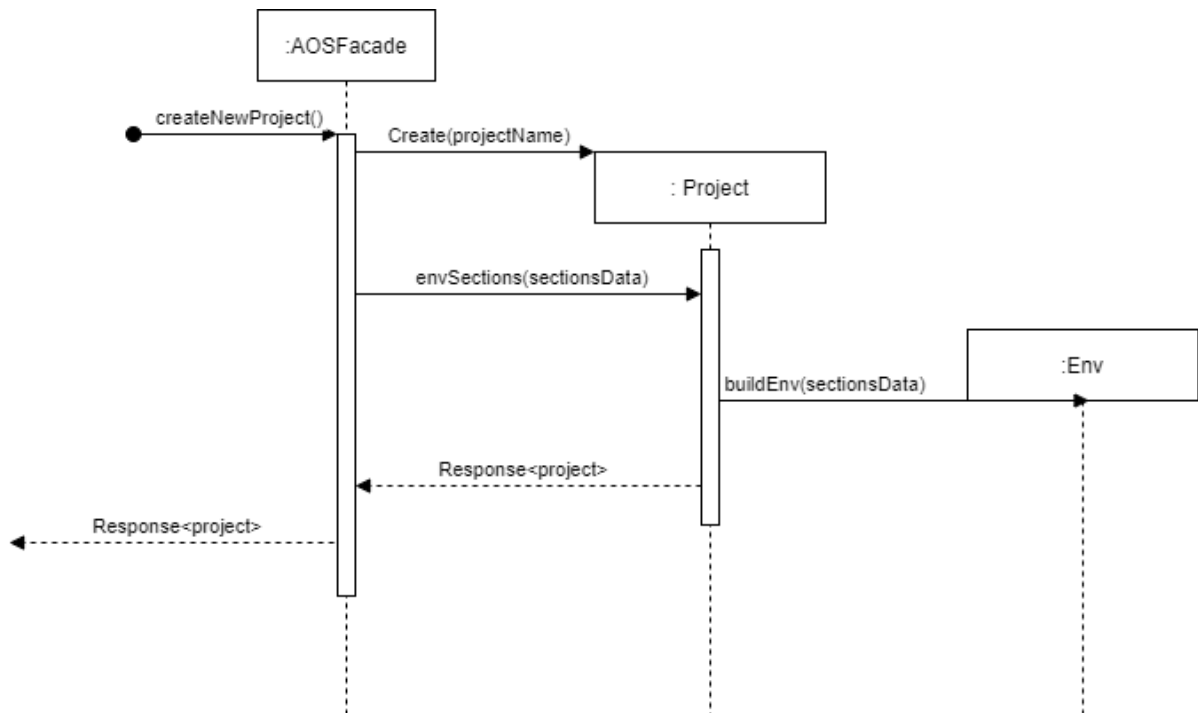 :AOSFacade
createNewProject()
Create(projectName)
: Project
envSections(sectionsData)
:Env
buildEnv(sectionsData)
Response<project>
Response<project>